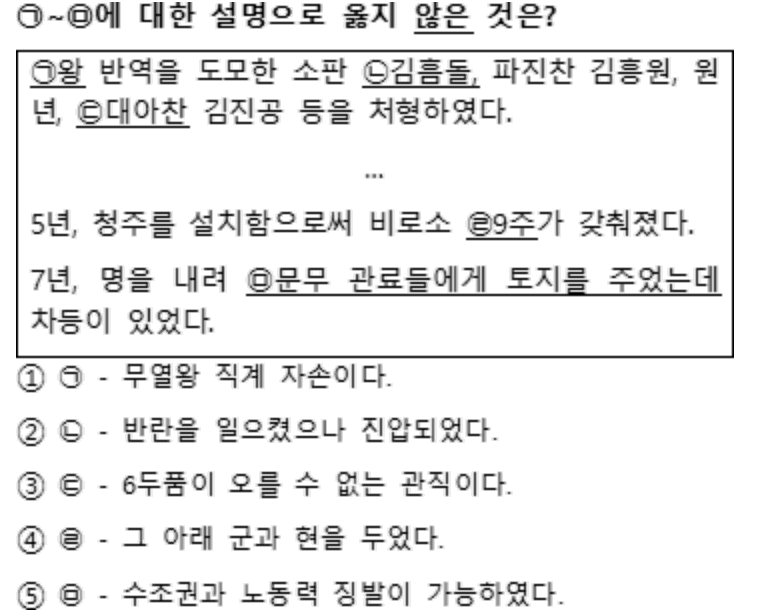 ㉠~㉤에 대한 설명으로 옳지 않은 것은?
㉠왕 반역을 도모한 소판 ㉡김흠돌, 파진찬 김흥원, 원
년, ㉢대아찬 김진공 등을 처형하였다.
...
5년, 청주를 설치함으로써 비로소 ㉣9주가 갖춰졌다.
7년, 명을 내려 ㉤문무 관료들에게 토지를 주었는데
차등이 있었다.
① ㉠ - 무열왕 직계 자손이다.
② ㉡ - 반란을 일으켰으나 진압되었다.
③ ㉢ - 6두품이 오를 수 없는 관직이다.
④ ㉣ - 그 아래 군과 현을 두었다.
⑤ ㉤ - 수조권과 노동력 징발이 가능하였다.